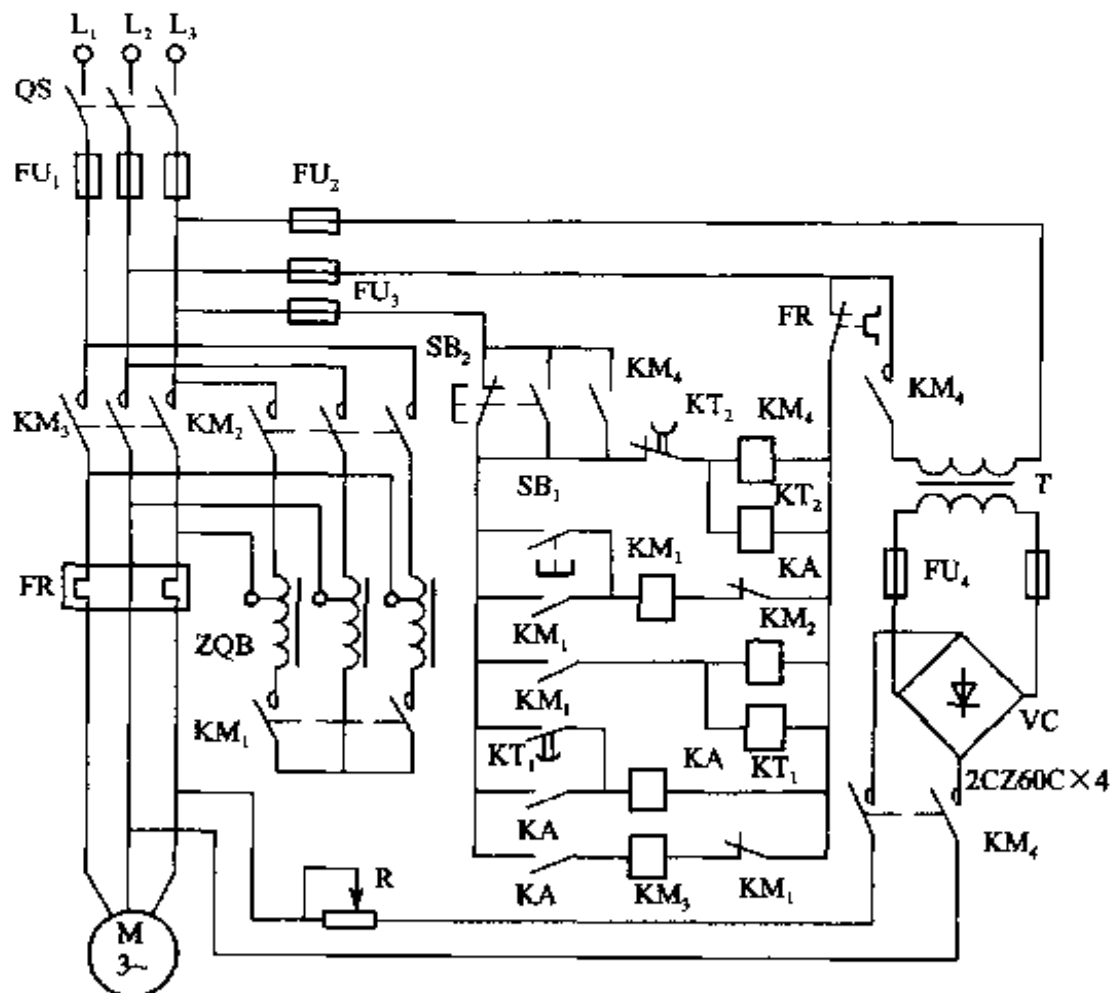 L₁ L₂ L₃
QS
FU₁
FU₂
FU₃
FR
SB₂
KM₄
KM₄
KT₂
KM₄
KM₃
KM₂
SB₁
KT₂
T
KM₁
KA
FU₄
FR
ZQB
KM₁
KM₂
KM₁
KM₁
VC
KT₁
KA
KT₁
2CZ60C×4
KA
KM₄
R
KA
KM₃
KM₁
M
3~